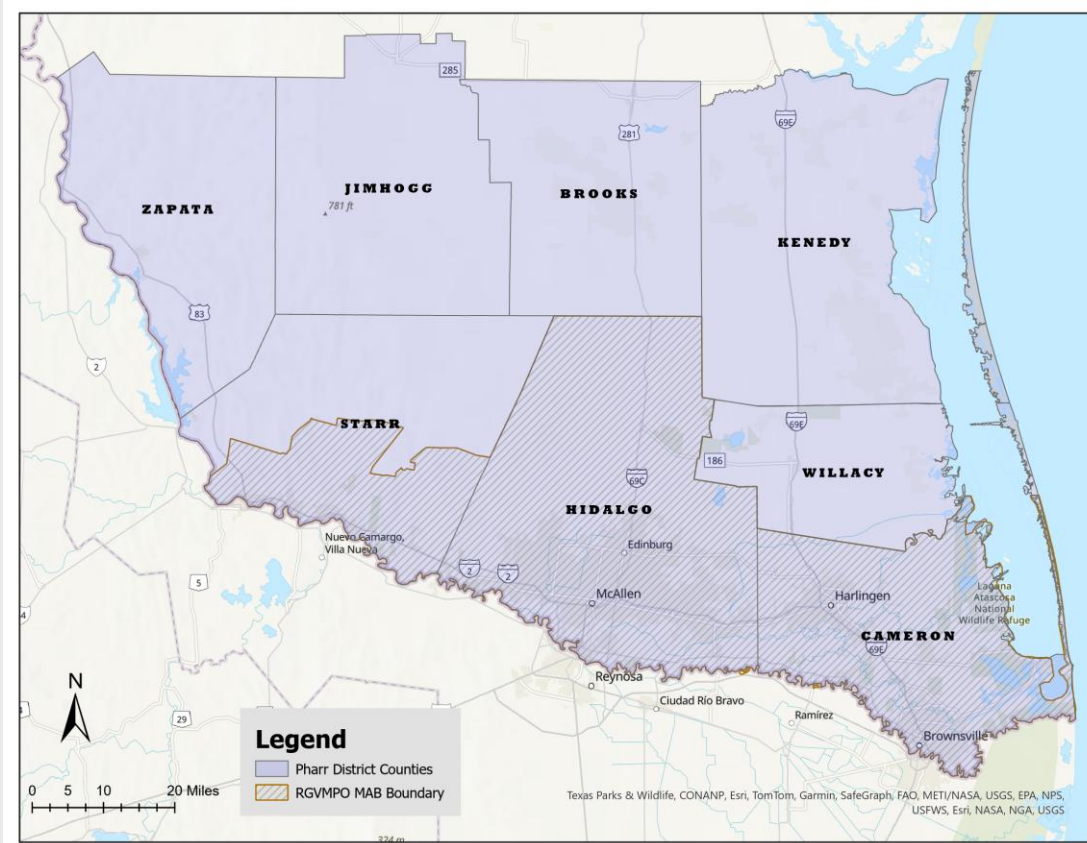 285
69E
281
JIMHOGG
BROOKS
ZAPATA
781 ft
KENEDY
83
2
STARR
69E
186
WILLACY
69C
HIDALGO
Nuevo Camargo,
Villa Nueva
Edinburg
2
2
5
McAllen
Harlingen
Laguna
Atascosa
National
Wildlife Refuge
4
CAMERON
69E
N
Reynosa
Ciudad Río Bravo
Ramírez
29
Brownsville
Legend
Pharr District Counties
RGVMPO MAB Boundary
0 5 10 20 Miles
Texas Parks & Wildlife, CONANP, Esri, TomTom, Garmin, SafeGraph, FAO, METI/NASA, USGS, EPA, NPS,
USFWS, Esri, NASA, NGA, USGS